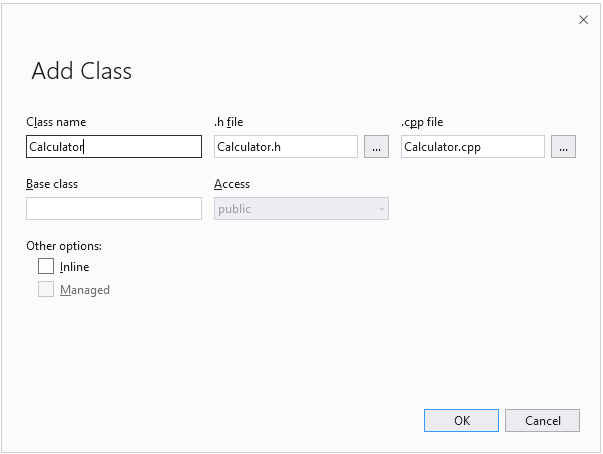 Add Class
Class name .h file .cpp file
Calculator Calculator.h ... Calculator.cpp ...
Base class Access
public
Other options:
Inline
Managed
OK Cancel